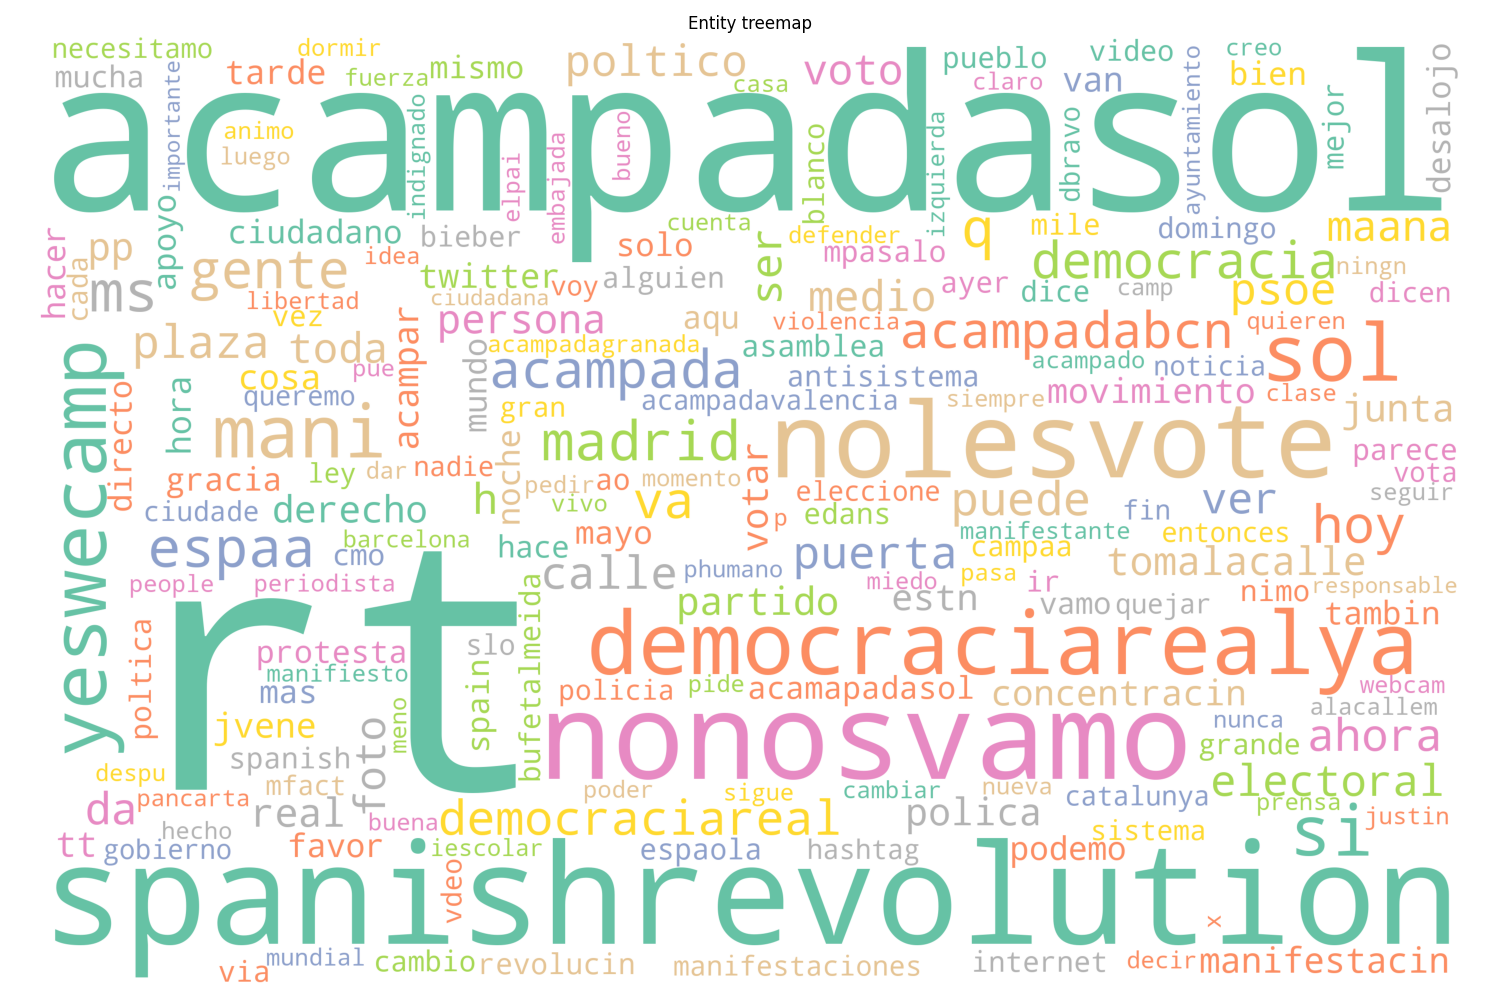 Entity treemap
necesitamo dormir poltico voto pueblo video creo
mucha tarde fuerza mismo casa claro van bien desalojo
importante acampadasol
animo luego indignado elpai embajada bueno blanco izquierda dbravo ayuntamiento mejor
apoyo ciudadano bieber solo cuenta defender q mile domingo maana
hacer pp cada gente idea twitter voy alguien ser mpasalo democracia ningn
ms libertad ciudadana medio ayer dice camp psoe dicen
vez persona aqu violencia acampadabcn quieren
plaza toda acampar mundo acampadagranada asamblea acampado noticia sol
yeswecamp directo hora cosa pue acampada antisistema movimiento clase
queremo gran acampadavalencia siempre junta
mani noche madrid nolesvote
gracia ley dar nadie pedir ao momento votar eleccione parece vota
ciudade derecho h vivo va p edans puede ver seguir
espaa cmo barcelona hace mayo puerta manifestante fin entonces hoy
campaa tomalacalle
people periodista calle phumano miedo pasa ir nimo responsable
rt bufetalmeida partido estn vamo quejar tambin
poltica protesta slo democraciarealya
manifiesto mas spain policia pide acamapadasol concentracin webcam
jvene meno nonosvamo alacallem
spanish foto nunca grande ahora
despu mfact poder sigue cambiar nueva catalunya electoral
da pancarta real buena democraciareal polica prensa justin
tt hecho sistema si
gobierno favor iescolar espaola hashtag podemo
vdeo spanishrevolution x
via mundial cambio revolucin manifestaciones internet decir manifestacin